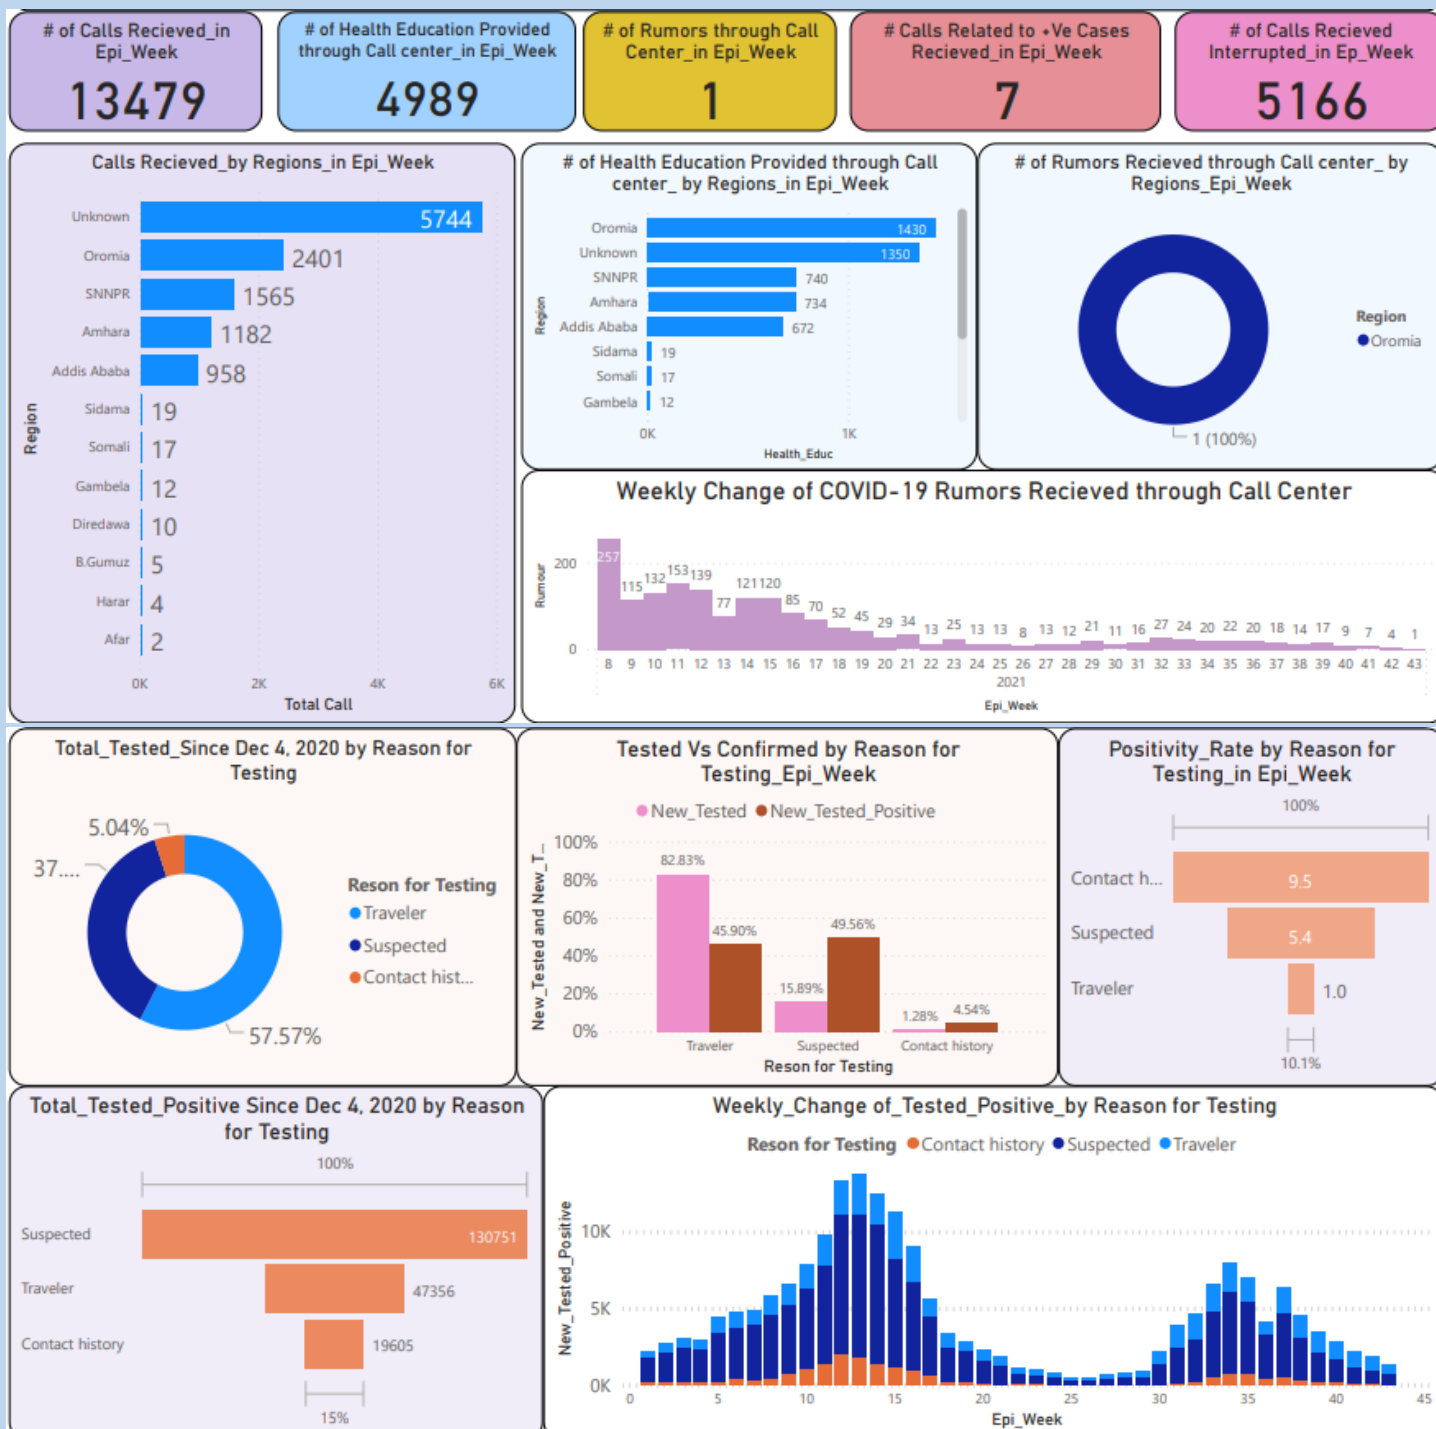 # of Calls Recieved_in
Epi_Week
13479
# of Health Education Provided
through Call center_in Epi_Week
4989
# of Rumors through Call
Center_in Epi_Week
1
# Calls Related to +Ve Cases
Recieved_in Epi_Week
7
# of Calls Recieved
Interrupted_in Ep_Week
5166
Calls Recieved_by Regions_in Epi_Week
Region
Unknown 5744
Oromia 2401
SNNPR 1565
Amhara 1182
Addis Ababa 958
Sidama 19
Somali 17
Gambela 12
Diredawa 10
B.Gumuz 5
Harar 4
Afar 2
0K 2K 4K 6K
Total Call
# of Health Education Provided through Call
center_ by Regions_in Epi_Week
Region
Oromia 1430
Unknown 1350
SNNPR 740
Amhara 734
Addis Ababa 672
Sidama 19
Somali 17
Gambela 12
0K 1K
Health_Educ
# of Rumors Recieved through Call center_ by
Regions_Epi_Week
Region
Oromia
1 (100%)
Weekly Change of COVID-19 Rumors Recieved through Call Center
Rumour
200
0
257 115 132 153 139 77 121 120 85 70 52 45 29 34 13 25 13 13 8 13 12 21 11 16 27 24 20 22 20 18 14 17 9 7 4 1
8 9 10 11 12 13 14 15 16 17 18 19 20 21 22 23 24 25 26 27 28 29 30 31 32 33 34 35 36 37 38 39 40 41 42 43
2021
Epi_Week
Total_Tested_Since Dec 4, 2020 by Reason for
Testing
5.04%
37....
57.57%
Reson for Testing
Traveler
Suspected
Contact hist...
Tested Vs Confirmed by Reason for
Testing_Epi_Week
New_Tested New_Tested_Positive
New_Tested and New_T...
100%
80%
60%
40%
20%
0%
82.83% 45.90% 15.89% 49.56% 1.28% 4.54%
Traveler Suspected Contact history
Reson for Testing
Positivity_Rate by Reason for
Testing_in Epi_Week
100%
Contact h... 9.5
Suspected 5.4
Traveler 1.0
10.1%
Total_Tested_Positive Since Dec 4, 2020 by Reason
for Testing
100%
Suspected 130751
Traveler 47356
Contact history 19605
15%
Weekly_Change of_Tested_Positive_by Reason for Testing
Reson for Testing Contact history Suspected Traveler
New_Tested_Positive
10K
5K
0K
0 5 10 15 20 25 30 35 40 45
Epi_Week